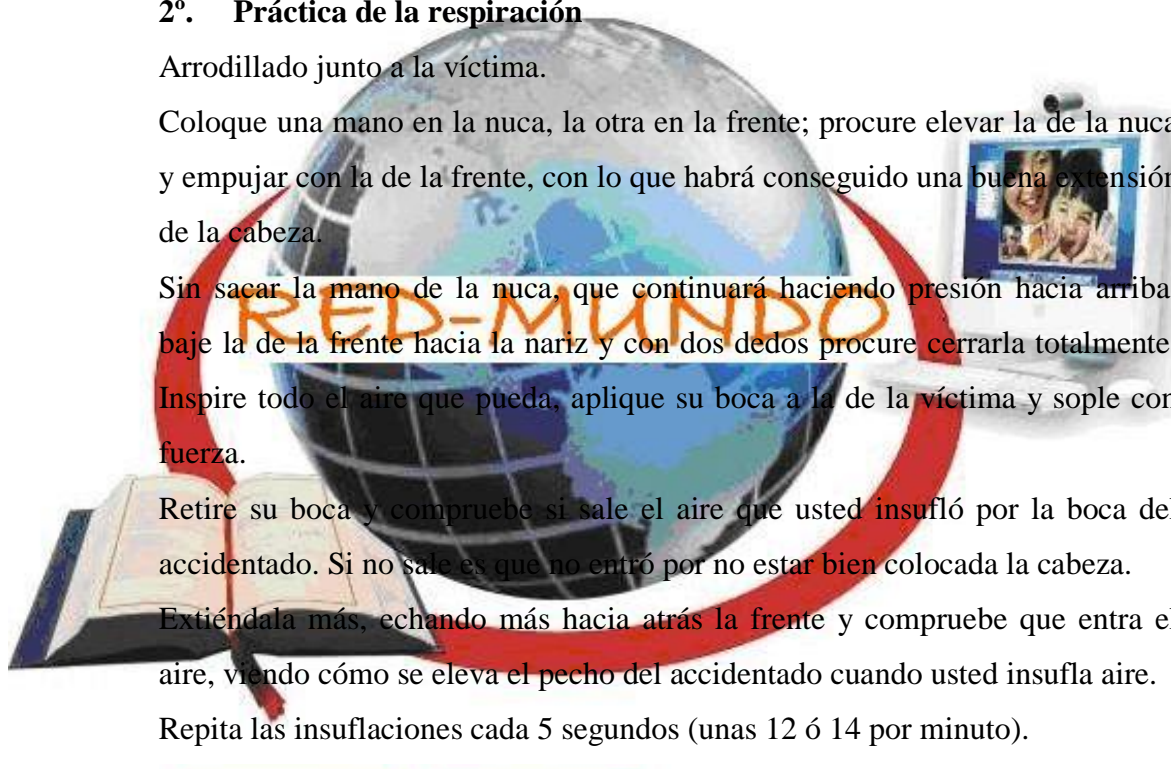 2º. Práctica de la respiración
Arrodillado junto a la víctima.
Coloque una mano en la nuca, la otra en la frente; procure elevar la de la nuca
y empujar con la de la frente, con lo que habrá conseguido una buena extensión
de la cabeza.
Sin sacar la mano de la nuca, que continuará haciendo presión hacia arriba
RED-MUNDO
baje la de la frente hacia la nariz y con dos dedos procure cerrarla totalmente
Inspire todo el aire que pueda, aplique su boca a la de la víctima y sople con
fuerza.
Retire su boca y compruebe si sale el aire que usted insufló por la boca del
accidentado. Si no sale es que no entró por no estar bien colocada la cabeza.
Extiéndala más, echando más hacia atrás la frente y compruebe que entra el
aire, viendo cómo se eleva el pecho del accidentado cuando usted insufla aire.
Repita las insuflaciones cada 5 segundos (unas 12 ó 14 por minuto).